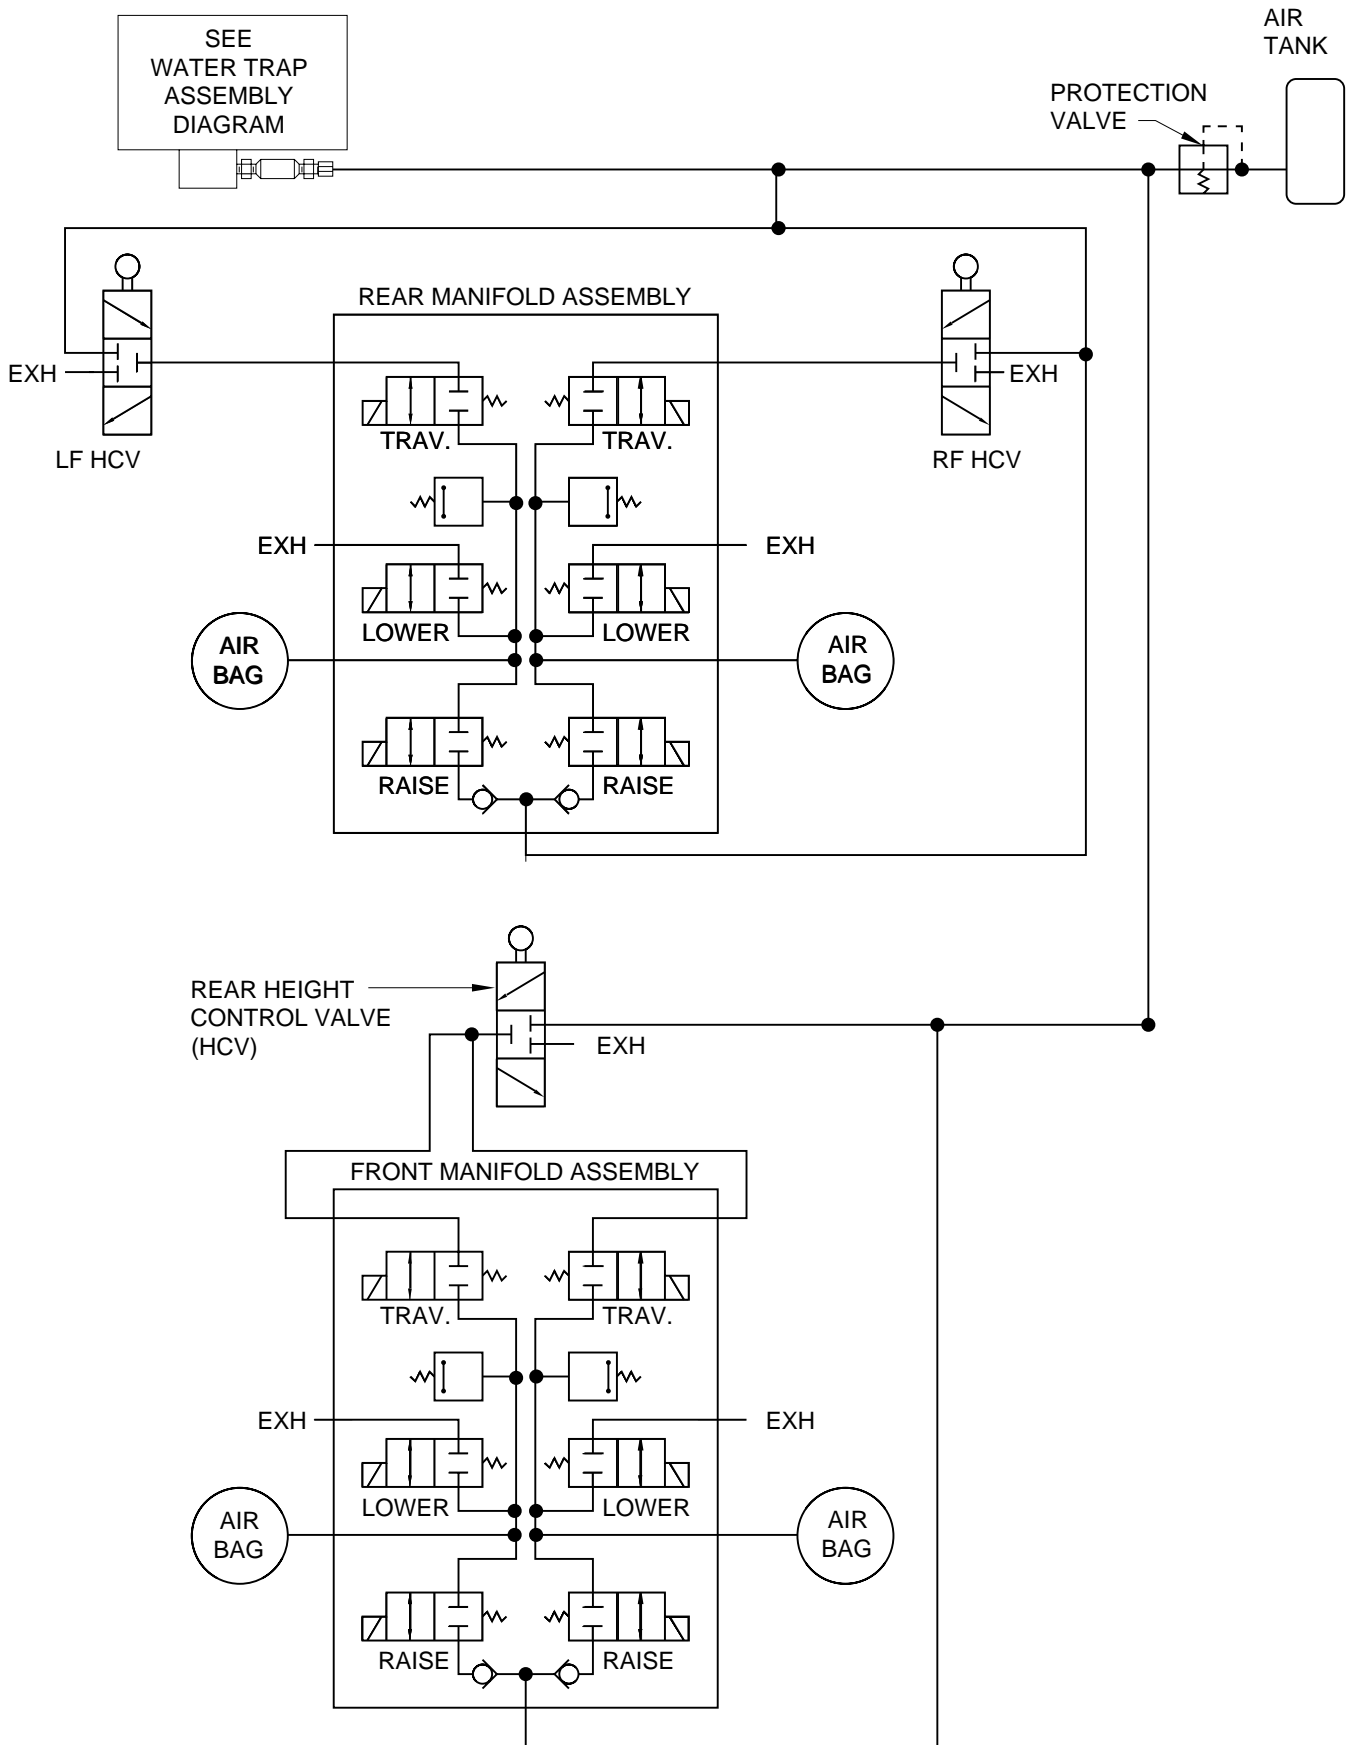 SEE
WATER TRAP
ASSEMBLY
DIAGRAM
AIR
TANK
PROTECTION
VALVE
REAR MANIFOLD ASSEMBLY
EXH
LF HCV
TRAV.
TRAV.
EXH
RF HCV
EXH
EXH
LOWER
LOWER
AIR
BAG
AIR
BAG
RAISE
RAISE
REAR HEIGHT
CONTROL VALVE
(HCV)
EXH
FRONT MANIFOLD ASSEMBLY
TRAV.
TRAV.
EXH
EXH
LOWER
LOWER
AIR
BAG
AIR
BAG
RAISE
RAISE